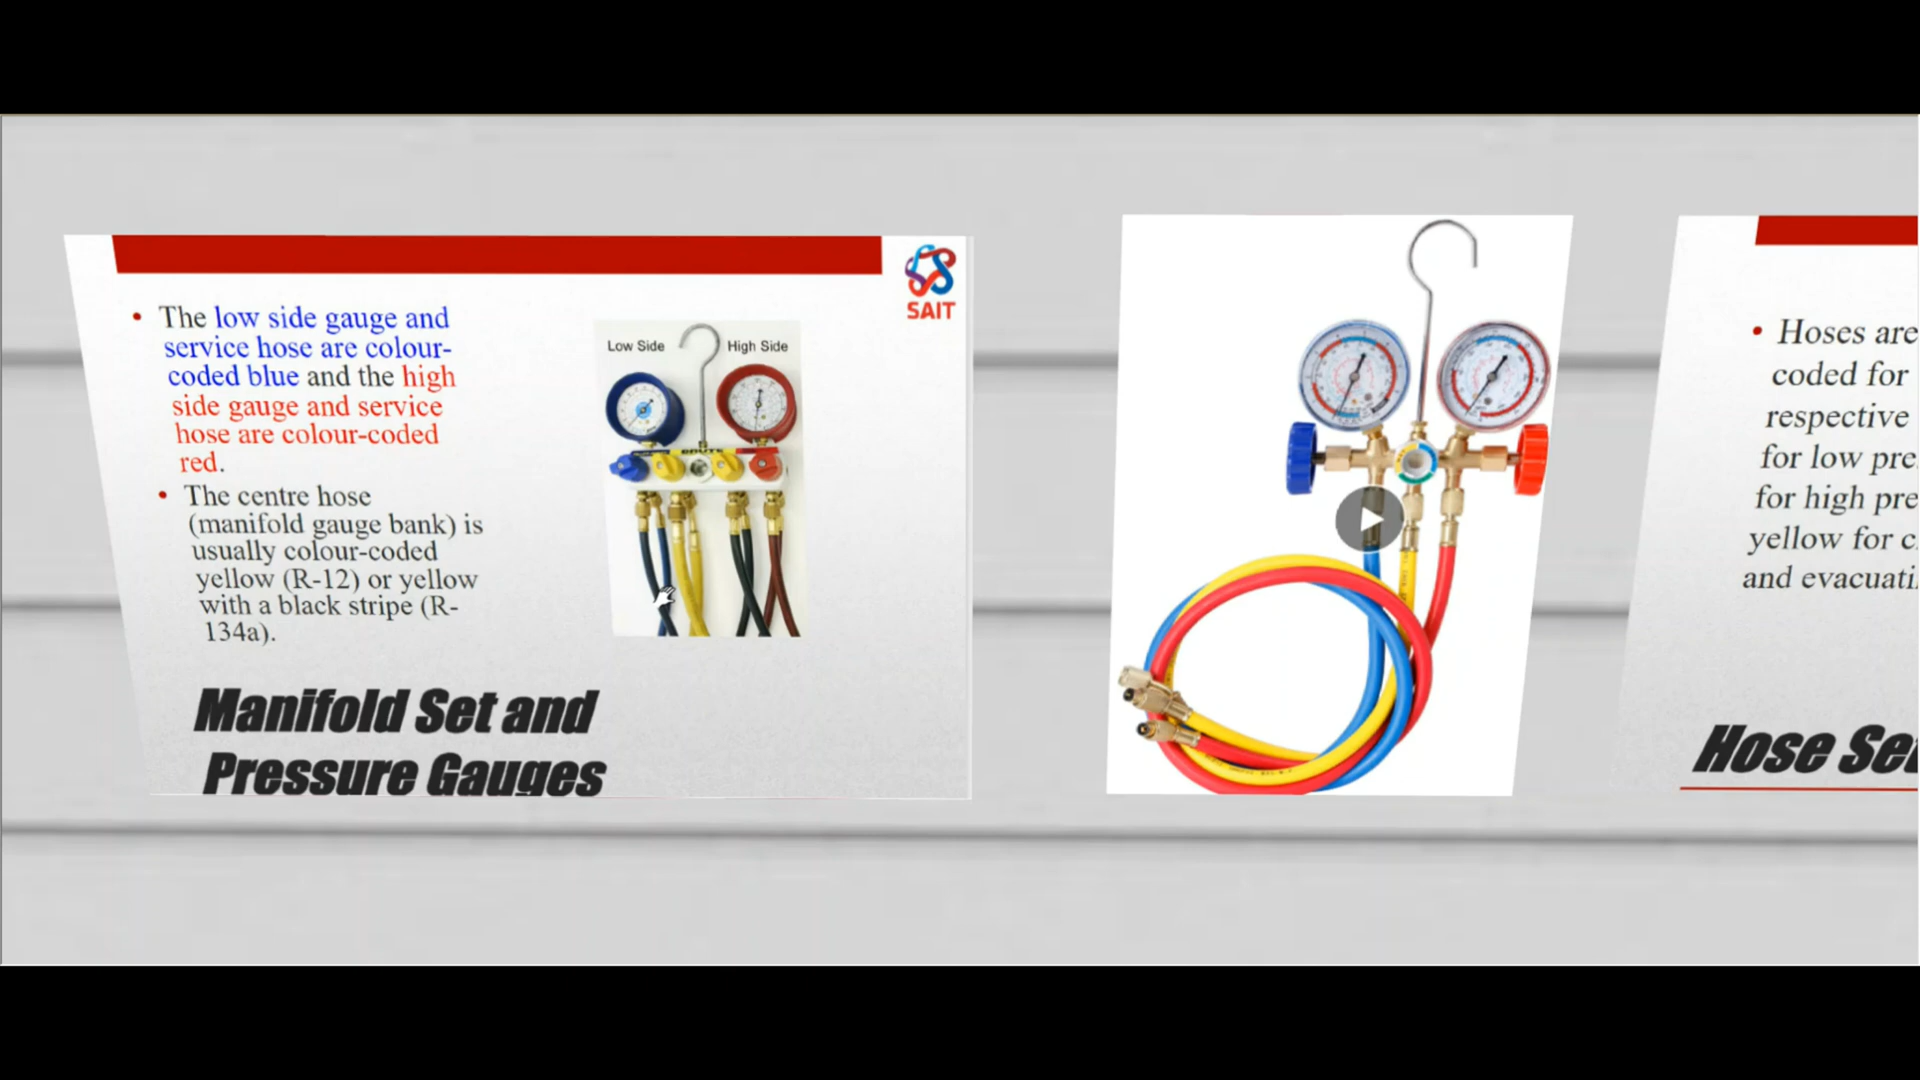 SAIT
• The low side gauge and
service hose are colour-
coded blue and the high
side gauge and service
hose are colour-coded
red.
• The centre hose
(manifold gauge bank) is
usually colour-coded
yellow (R-12) or yellow
with a black stripe (R-
134a).
Low Side
High Side
Manifold Set and
Pressure Gauges
• Hoses are
coded for
respective
for low pre
for high pre
yellow for c
and evacuati
Hose Se